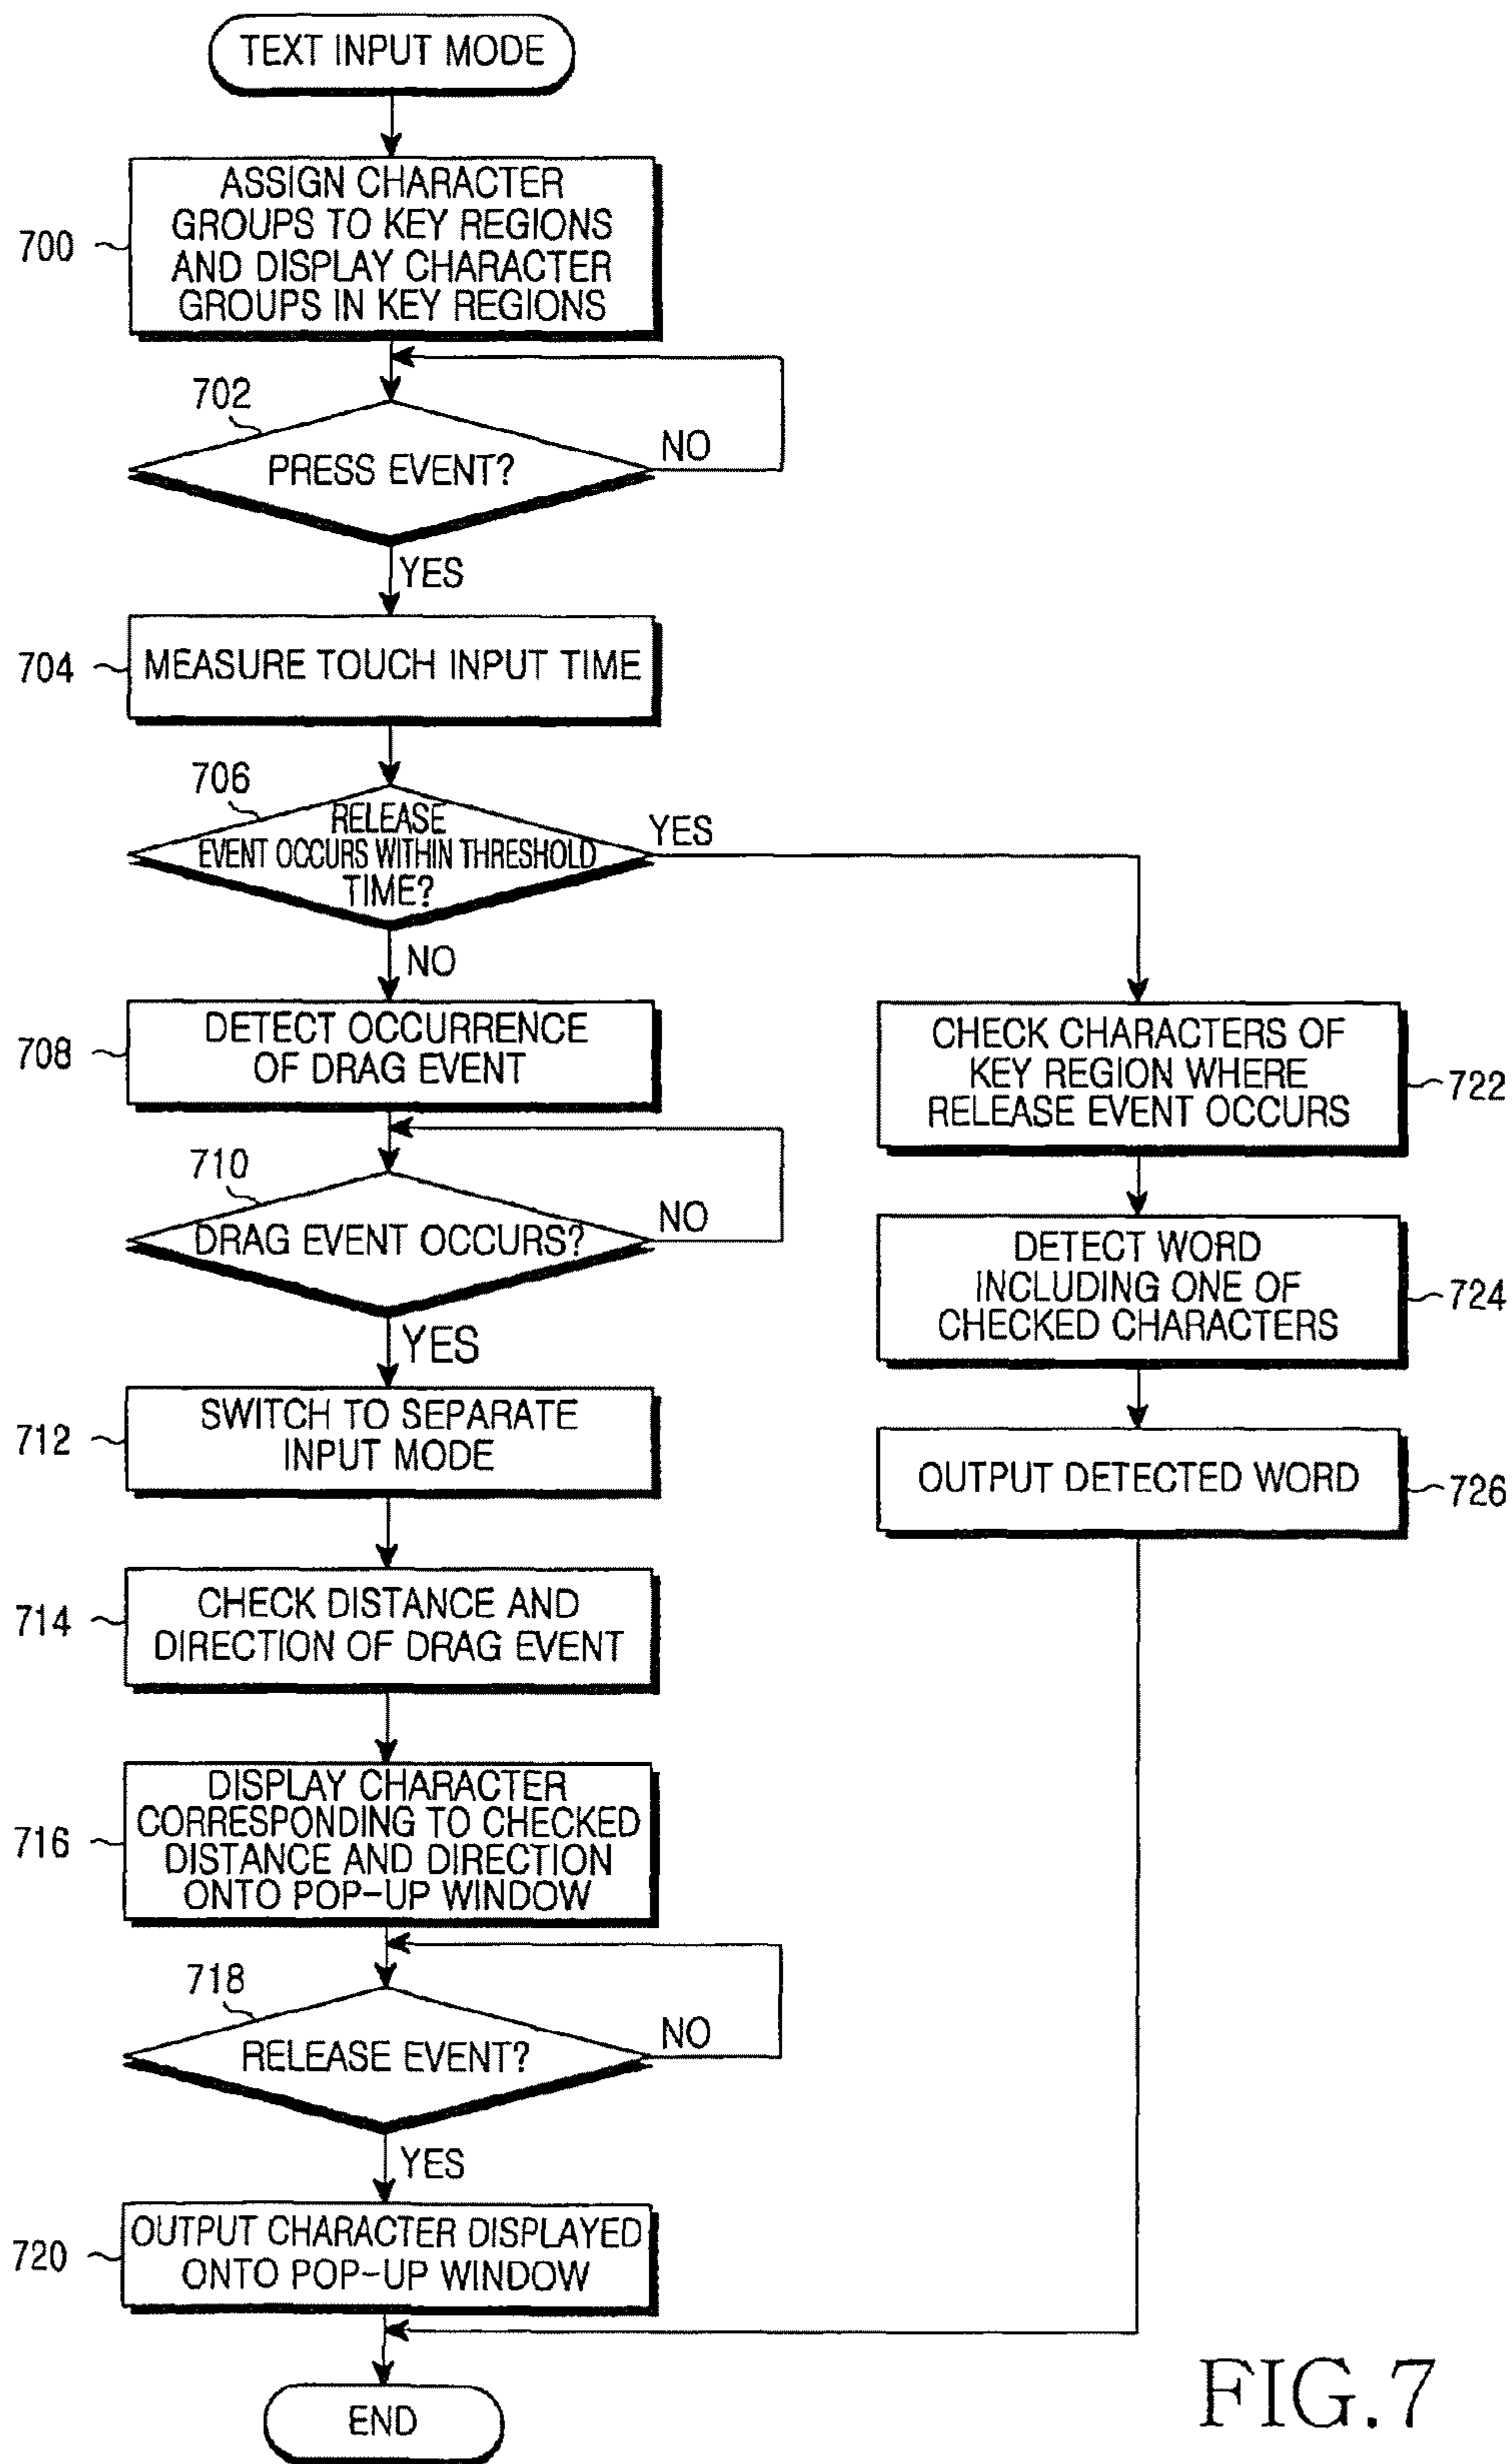 TEXT INPUT MODE
700
ASSIGN CHARACTER
GROUPS TO KEY REGIONS
AND DISPLAY CHARACTER
GROUPS IN KEY REGIONS
702
PRESS EVENT?
NO
YES
704
MEASURE TOUCH INPUT TIME
706
RELEASE
EVENT OCCURS WITHIN THRESHOLD
TIME?
YES
NO
708
DETECT OCCURRENCE
OF DRAG EVENT
710
DRAG EVENT OCCURS?
NO
YES
712
SWITCH TO SEPARATE
INPUT MODE
714
CHECK DISTANCE AND
DIRECTION OF DRAG EVENT
716
DISPLAY CHARACTER
CORRESPONDING TO CHECKED
DISTANCE AND DIRECTION
ONTO POP-UP WINDOW
718
RELEASE EVENT?
NO
YES
720
OUTPUT CHARACTER DISPLAYED
ONTO POP-UP WINDOW
END
CHECK CHARACTERS OF
KEY REGION WHERE
RELEASE EVENT OCCURS
722
DETECT WORD
INCLUDING ONE OF
CHECKED CHARACTERS
724
OUTPUT DETECTED WORD
726
FIG.7